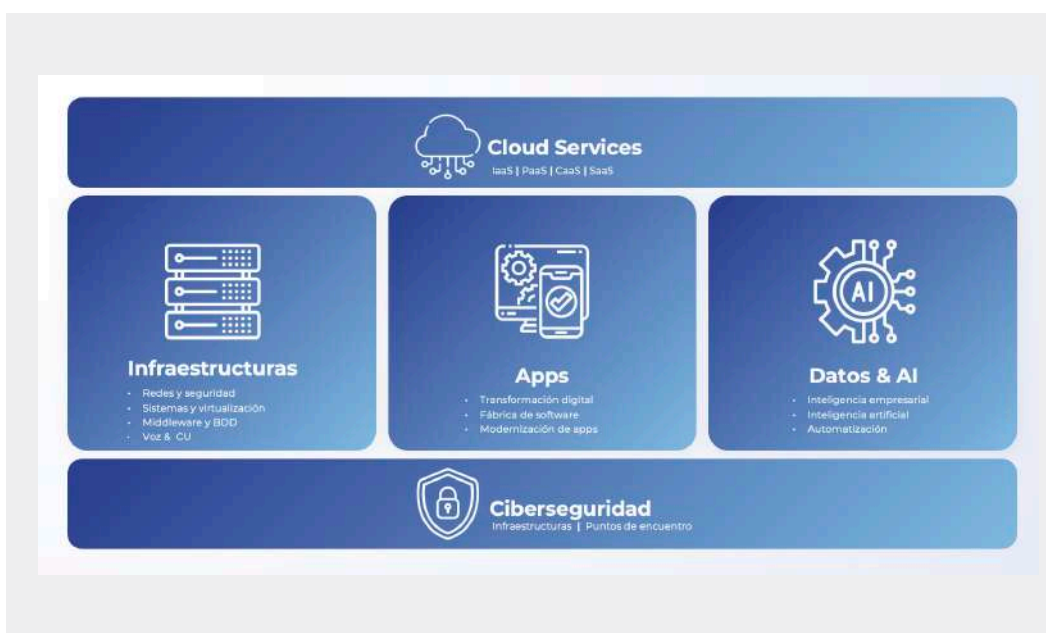 Cloud Services
IaaS | PaaS | CaaS | SaaS
Infraestructuras
• Redes y seguridad
• Sistemas y virtualización
• Middleware y BDD
• Voz & CU
Apps
• Transformación digital
• Fábrica de software
• Modernización de apps
AI
Datos & AI
• Inteligencia empresarial
• Inteligencia artificial
• Automatización
Ciberseguridad
Infraestructuras | Puntos de encuentro